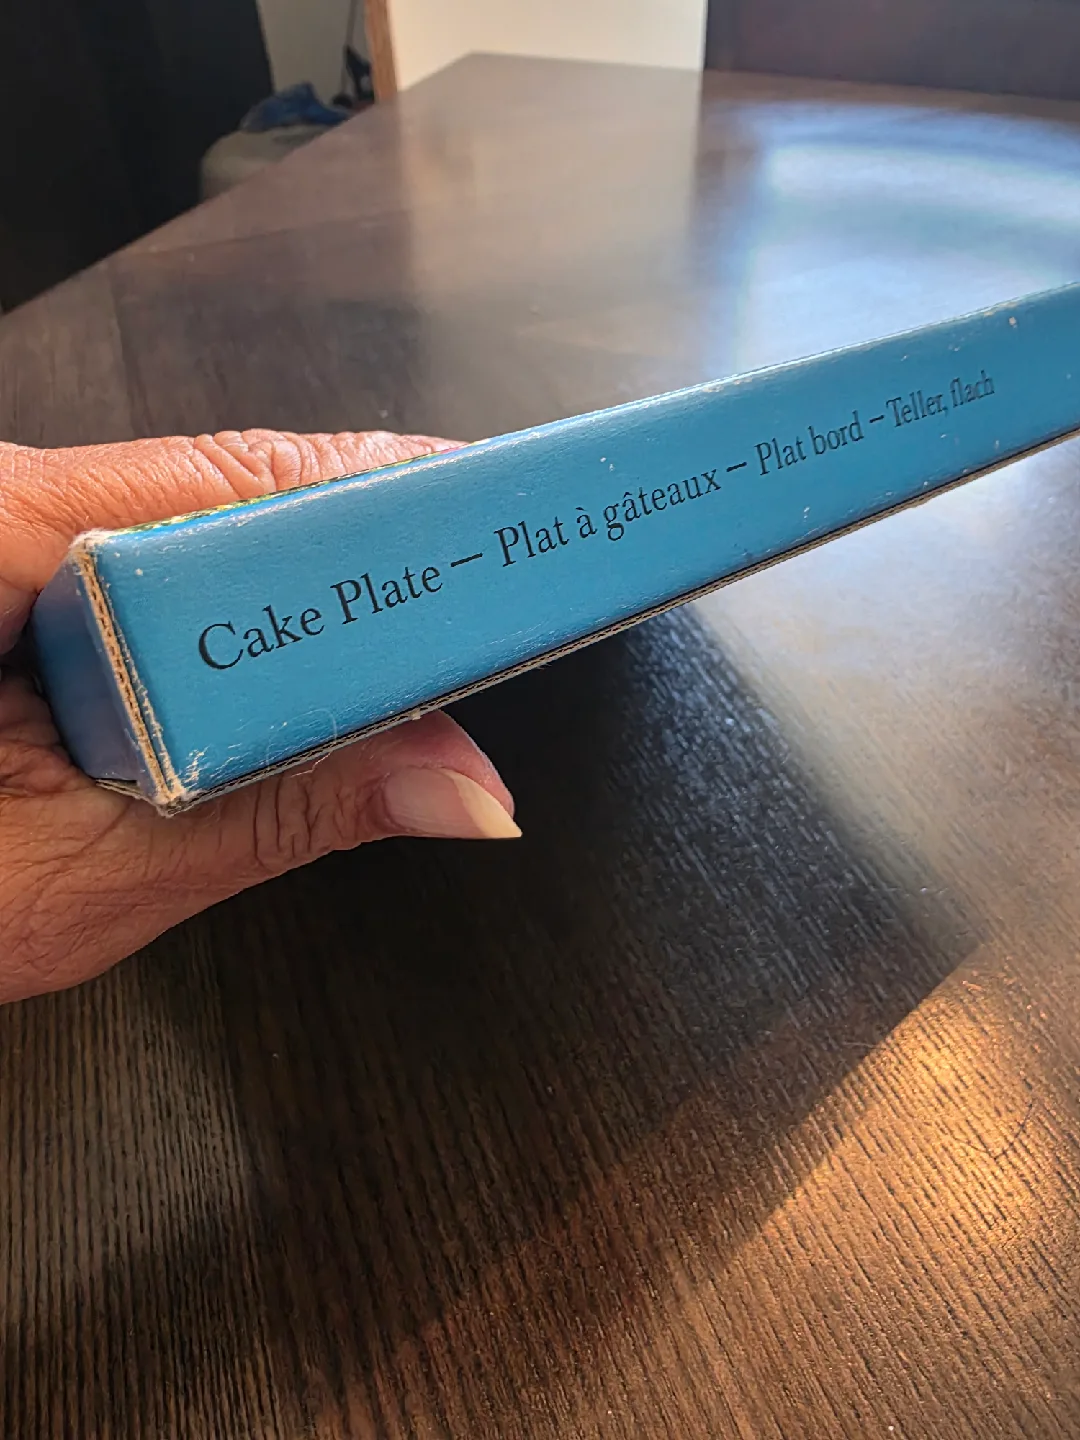 Cake Plate – Plat à gâteaux – Plat bord – Teller, flach